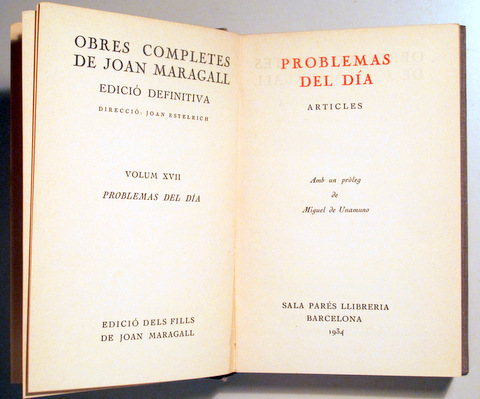 OBRES COMPLETES
DE JOAN MARAGALL
EDICIÓ DEFINITIVA
DIRECCIÓ: JOAN ESTELRICH
VOLUM XVII
PROBLEMAS DEL DÍA
EDICIÓ DELS FILLS
DE JOAN MARAGALL
PROBLEMAS
DEL DÍA
ARTICLES
Amb un pròleg
de
Miguel de Unamuno
SALA PARÉS LLIBRERIA
BARCELONA
1934